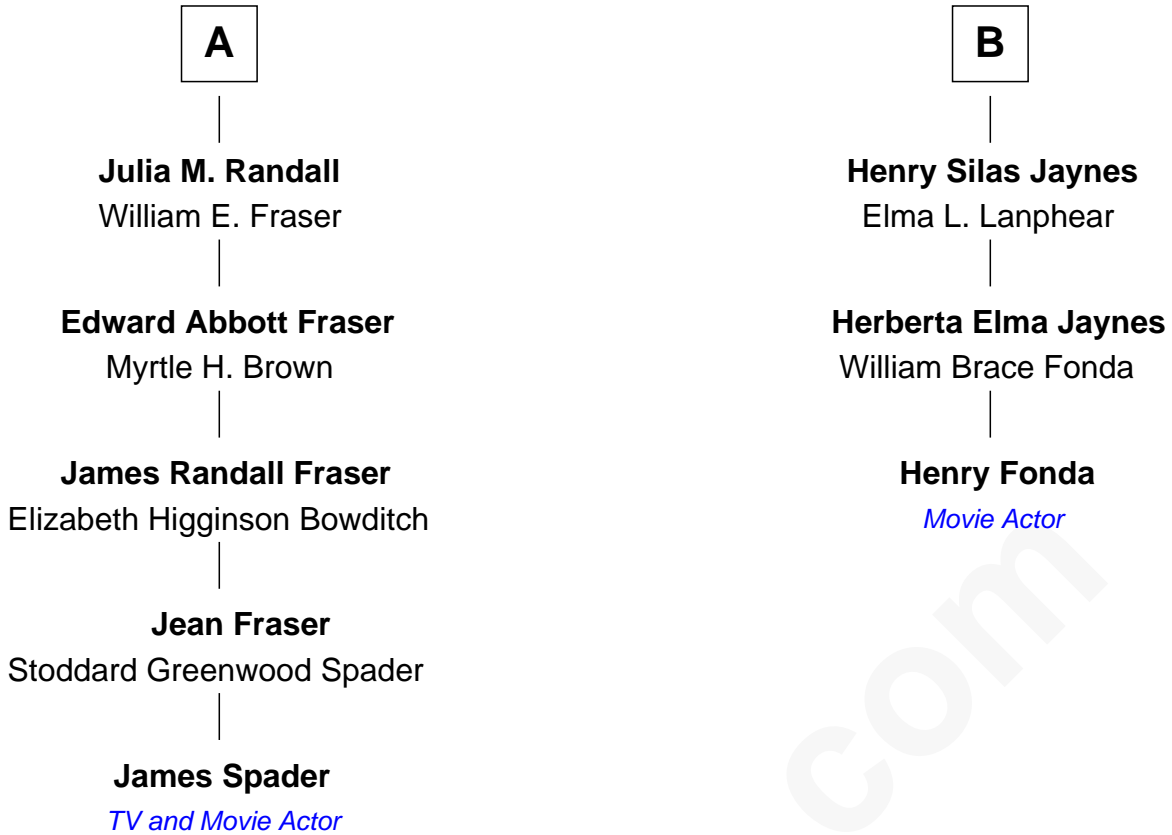 A
Julia M. Randall
William E. Fraser
Edward Abbott Fraser
Myrtle H. Brown
James Randall Fraser
Elizabeth Higginson Bowditch
Jean Fraser
Stoddard Greenwood Spader
James Spader
TV and Movie Actor
B
Henry Silas Jaynes
Elma L. Lanphear
Herberta Elma Jaynes
William Brace Fonda
Henry Fonda
Movie Actor
com